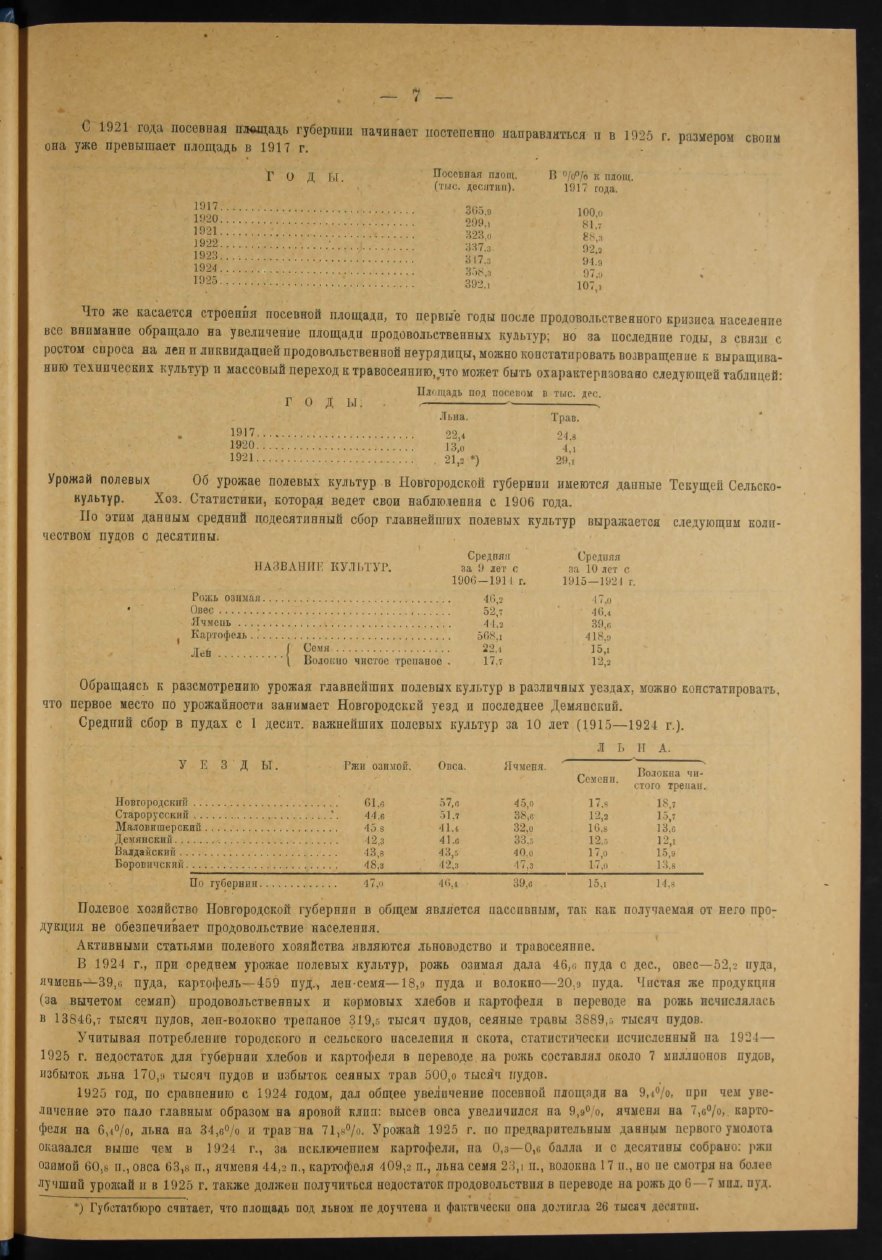 — 7 —
С 1921 года посевная площадь губернии начинает постепенно направляться и в 1925 г. размером своим
она уже превышает площадь в 1917 г.
ГОДЫ. Посевная площ. (тыс. десятин). В %% к площ. 1917 года.
1917 365,9 100,0
1920 299,1 81,7
1921 323,0 88,3
1922 337,3 92,2
1923 347,3 94,9
1924 358,3 97,9
1925 392,1 107,1
Что же касается строения посевной площади, то первые годы после продовольственного кризиса население
все внимание обращало на увеличение площади продовольственных культур; но за последние годы, в связи с
ростом спроса на лен и ликвидацией продовольственной неурядицы, можно констатировать возвращение к выращива-
нию технических культур и массовый переход к травосеянию, что может быть охарактеризовано следующей таблицей:
ГОДЫ. Площадь под посевом в тыс. дес.
Льна. Трав.
1917 22,4 24,8
1920 13,0 4,1
1921 21,2 *) 29,1
Урожай полевых культур. Об урожае полевых культур в Новгородской губернии имеются данные Текущей Сельско-
Хоз. Статистики, которая ведет свои наблюдения с 1906 года.
По этим данным средний подесятинный сбор главнейших полевых культур выражается следующим коли-
чеством пудов с десятины:
НАЗВАНИЕ КУЛЬТУР. Средняя за 9 лет с 1906—1914 г. Средняя за 10 лет с 1915—1924 г.
Рожь озимая 46,2 47,0
Овес 52,7 46,4
Ячмень 44,2 39,6
Картофель 568,1 418,9
Лен { Семя 22,4 15,1
Волокно чистое трепаное 17,7 12,2
Обращаясь к разсмотрению урожая главнейших полевых культур в различных уездах, можно констатировать,
что первое место по урожайности занимает Новгородский уезд и последнее Демянский.
Средний сбор в пудах с 1 десят. важнейших полевых культур за 10 лет (1915—1924 г.).
УЕЗДЫ. Ржи озимой. Овса. Ячменя. ЛЬНА.
Семени. Волокна чи-
стого трепан.
Новгородский 61,6 57,6 45,0 17,8 18,7
Старорусский 44,6 51,7 38,6 12,2 15,7
Маловишерский 45,8 41,4 32,0 16,8 13,6
Демянский 42,3 41,6 33,5 12,5 12,1
Валдайский 43,8 43,5 40,0 17,0 15,9
Боровичский 48,3 42,3 47,3 17,0 13,8
По губернии 47,0 46,4 39,6 15,1 14,8
Полевое хозяйство Новгородской губернии в общем является пассивным, так как получаемая от него про-
дукция не обезпечивает продовольствие населения.
Активными статьями полевого хозяйства являются льноводство и травосеяние.
В 1924 г., при среднем урожае полевых культур, рожь озимая дала 46,6 пуда с дес., овес—52,2 пуда,
ячмень—39,6 пуда, картофель—459 пуд., лен-семя—18,9 пуда и волокно—20,9 пуда. Чистая же продукция
(за вычетом семян) продовольственных и кормовых хлебов и картофеля в переводе на рожь исчислялась
в 13846,7 тысяч пудов, лен-волокно трепаное 319,5 тысяч пудов, сеяные травы 3889,5 тысяч пудов.
Учитывая потребление городского и сельского населения и скота, статистически исчисленный на 1924—
1925 г. недостаток для губернии хлебов и картофеля в переводе на рожь составлял около 7 миллионов пудов,
избыток льна 170,9 тысяч пудов и избыток сеяных трав 500,0 тысяч пудов.
1925 год, по сравнению с 1924 годом, дал общее увеличение посевной площади на 9,4%, при чем уве-
личение это пало главным образом на яровой клин: высев овса увеличился на 9,9%, ячменя на 7,6%, карто-
феля на 6,4%, льна на 34,6% и трав на 71,8%. Урожай 1925 г. по предварительным данным первого умолота
оказался выше чем в 1924 г., за исключением картофеля, на 0,3—0,6 балла и с десятины собрано: ржи
озимой 60,8 п., овса 63,8 п., ячменя 44,2 п., картофеля 409,2 п., льна семя 23,1 п., волокна 17 п., но не смотря на более
лучший урожай и в 1925 г. также должен получиться недостаток продовольствия в переводе на рожь до 6—7 мил. пуд.
*) Губстатбюро считает, что площадь под льном не доучтена и фактически она достигла 26 тысяч десятин.